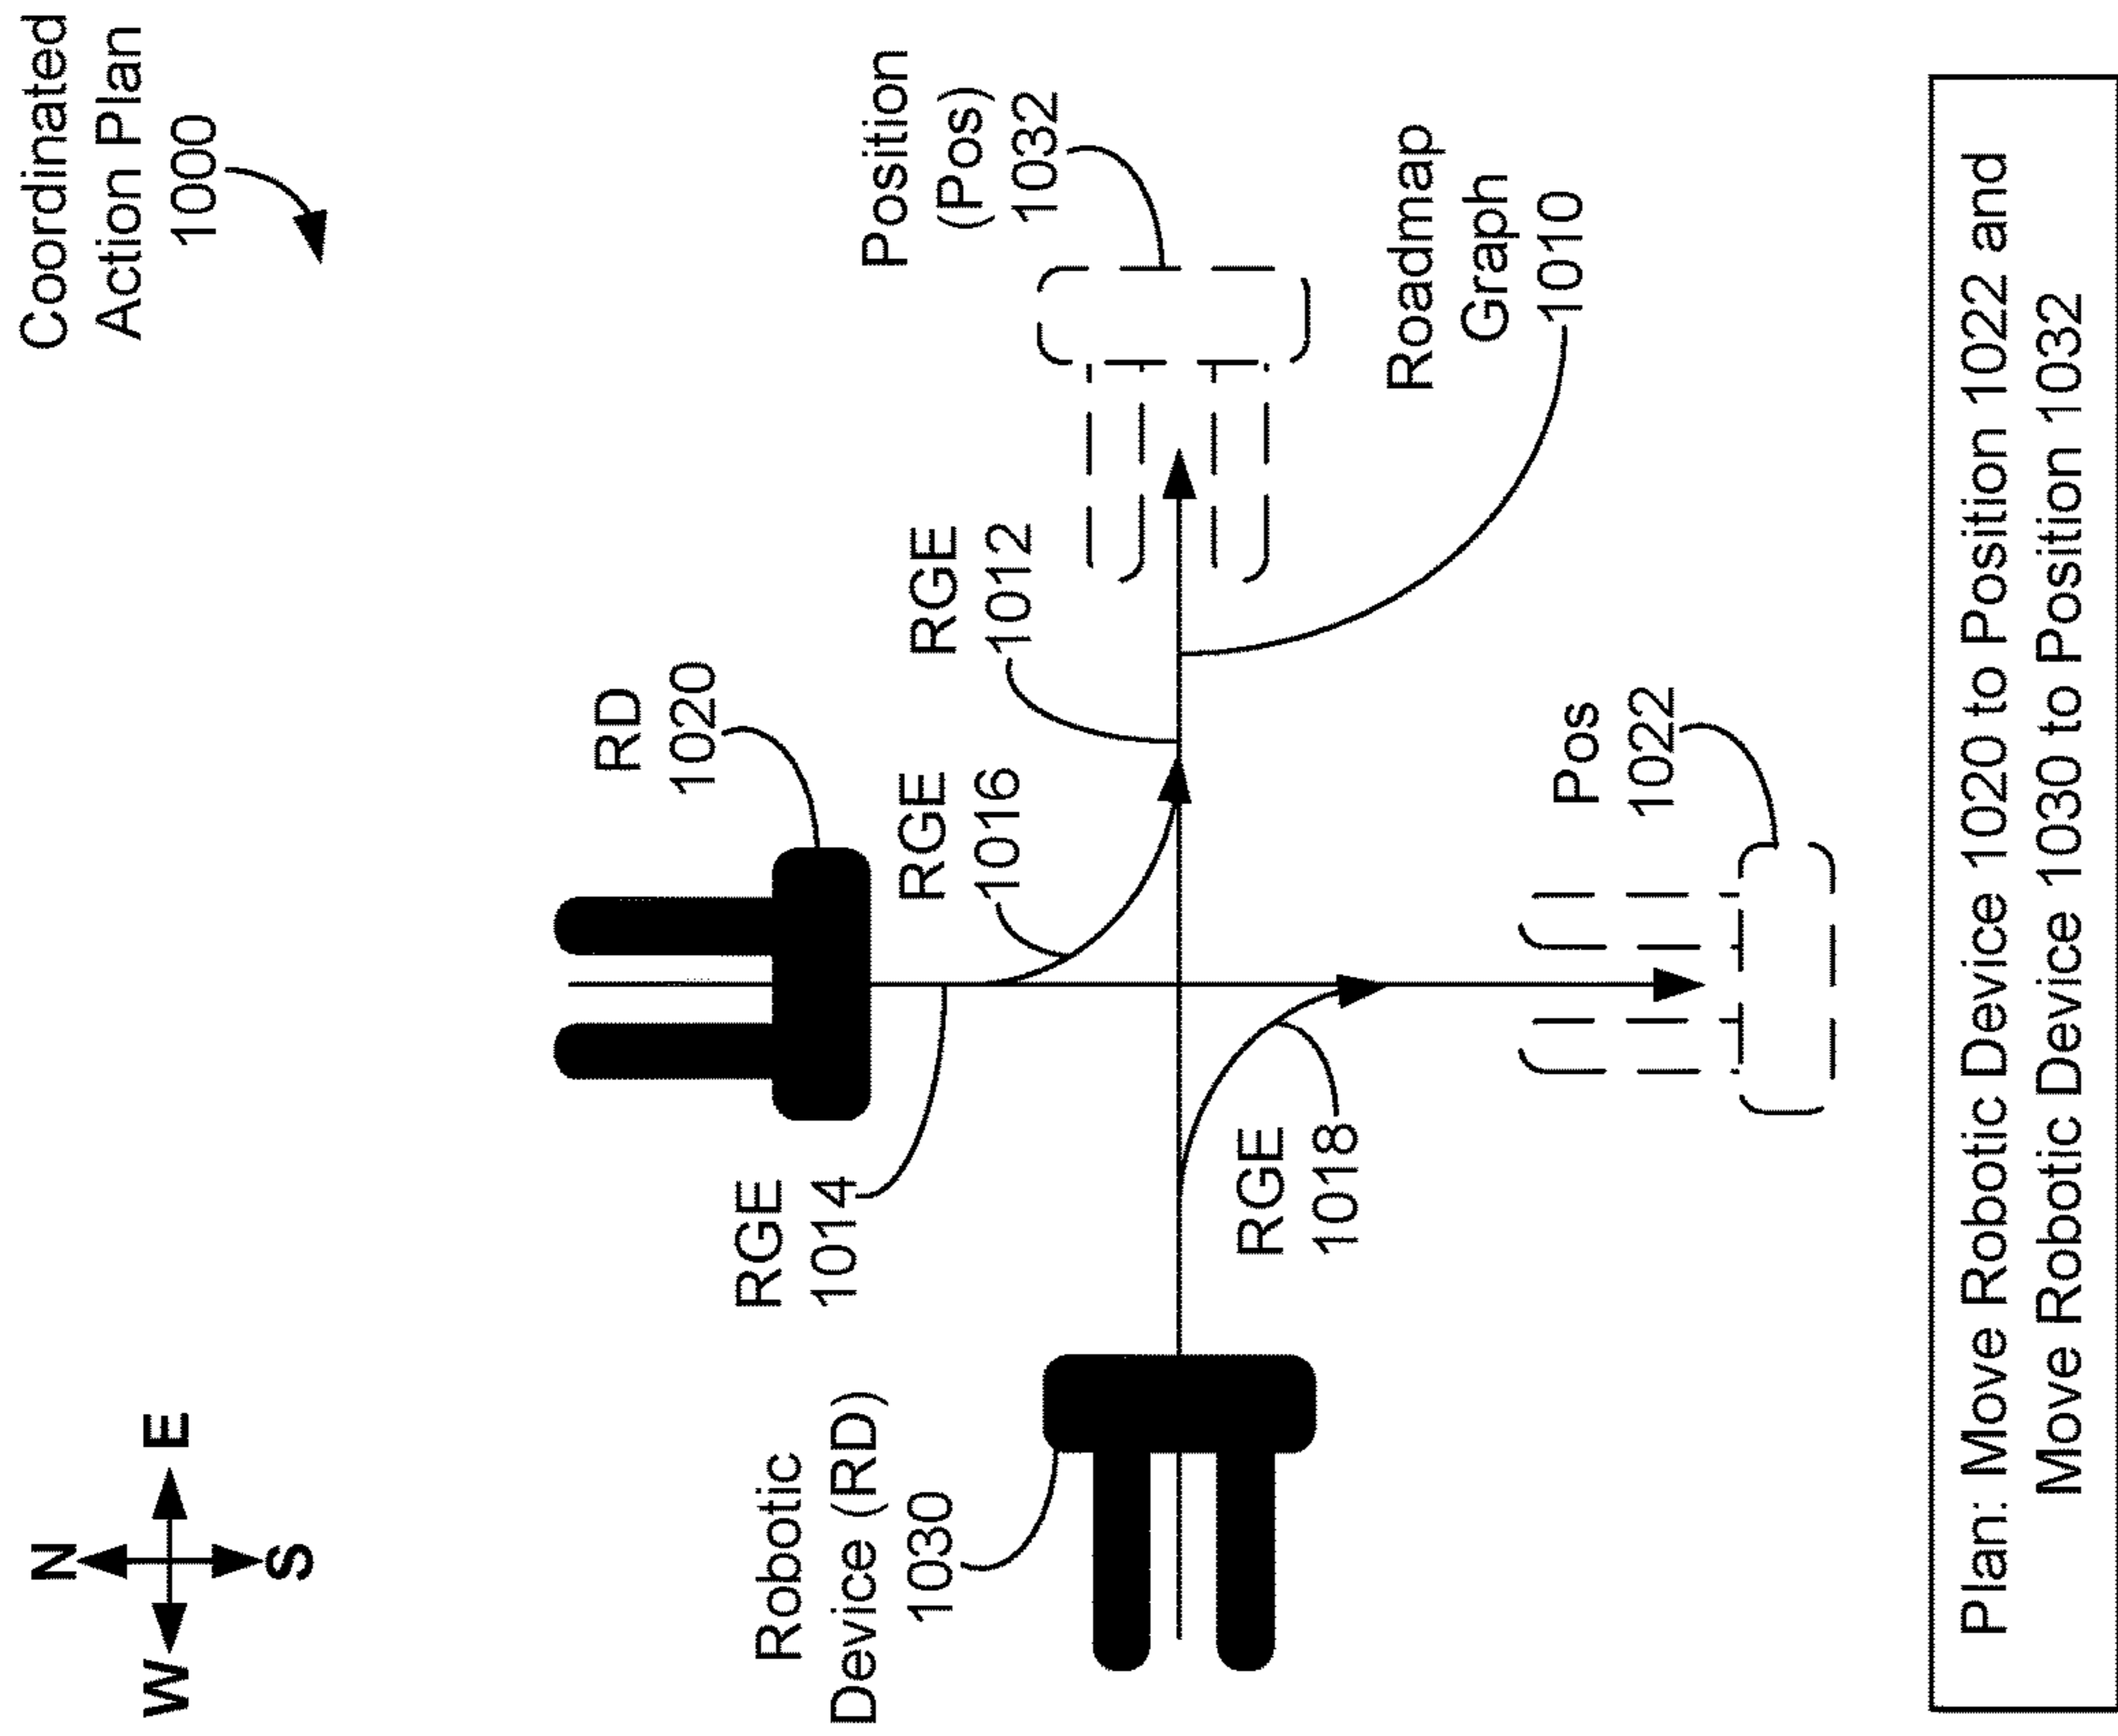 Coordinated
Action Plan
1000
N
W
E
S
RD
1020
Position
(Pos)
1032
RGE
1014
RGE
1016
RGE
1012
Robotic
Device (RD)
1030
RGE
1018
Roadmap
Graph
1010
Pos
1022
Plan: Move Robotic Device 1020 to Position 1022 and
Move Robotic Device 1030 to Position 1032